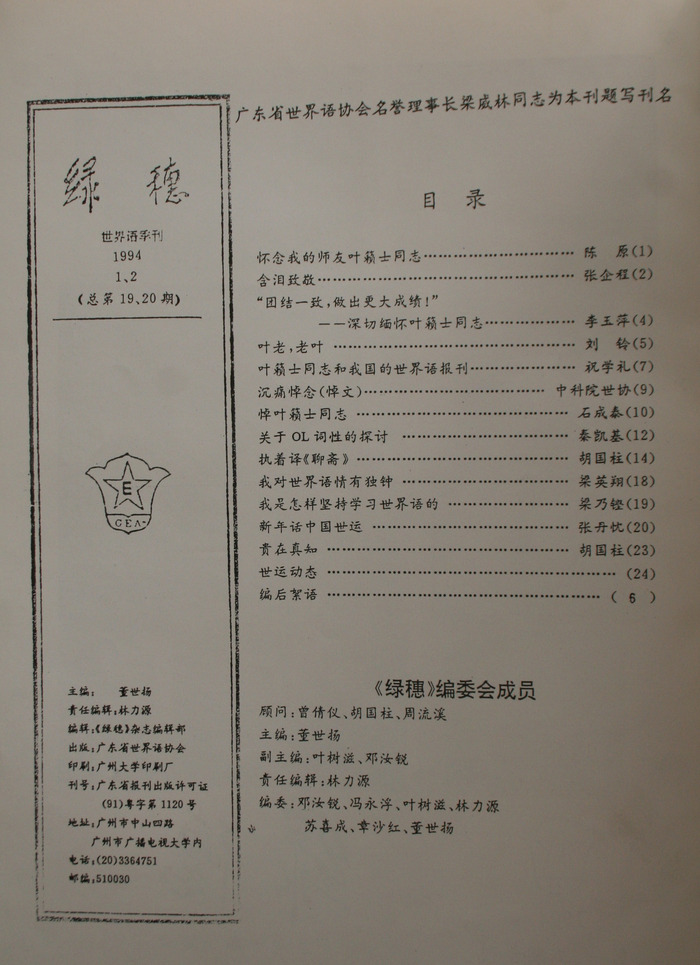 广东省世界语协会名誉理事长梁威林同志为本刊题写刊名
绿 穗
世界语季刊
1994
1、2
(总第19、20期)
E
GEA
主编: 董世扬
责任编辑:林力源
编辑:《绿穗》杂志编辑部
出版:广东省世界语协会
印刷:广州大学印刷厂
刊号:广东省报刊出版许可证
(91)粤字第1120号
地址:广州市中山四路
广州市广播电视大学内
电话:(20)3364751
邮编:510030
目 录
怀念我的师友叶籁士同志……………………………陈 原(1)
含泪致敬……………………………………………张企程(2)
“团结一致,做出更大成绩!”
——深切缅怀叶籁士同志………………李玉萍(4)
叶老,老叶……………………………………………刘 铃(5)
叶籁士同志和我国的世界语报刊…………………祝学礼(7)
沉痛悼念(悼文)………………………………中科院世协(9)
悼叶籁士同志………………………………………石成泰(10)
关于OL词性的探讨………………………………秦凯基(12)
执着译《聊斋》………………………………………胡国柱(14)
我对世界语情有独钟………………………………梁英翔(18)
我是怎样坚持学习世界语的………………………梁乃铿(19)
新年话中国世运……………………………………张丹忱(20)
贵在真知……………………………………………胡国柱(23)
世运动态……………………………………………………(24)
编后絮语……………………………………………………( 6 )
《绿穗》编委会成员
顾问:曾倩仪、胡国柱、周流溪
主编:董世扬
副主编:叶树滋、邓汝锐
责任编辑:林力源
编委:邓汝锐、冯永泽、叶树滋、林力源
苏喜成、章沙红、董世扬